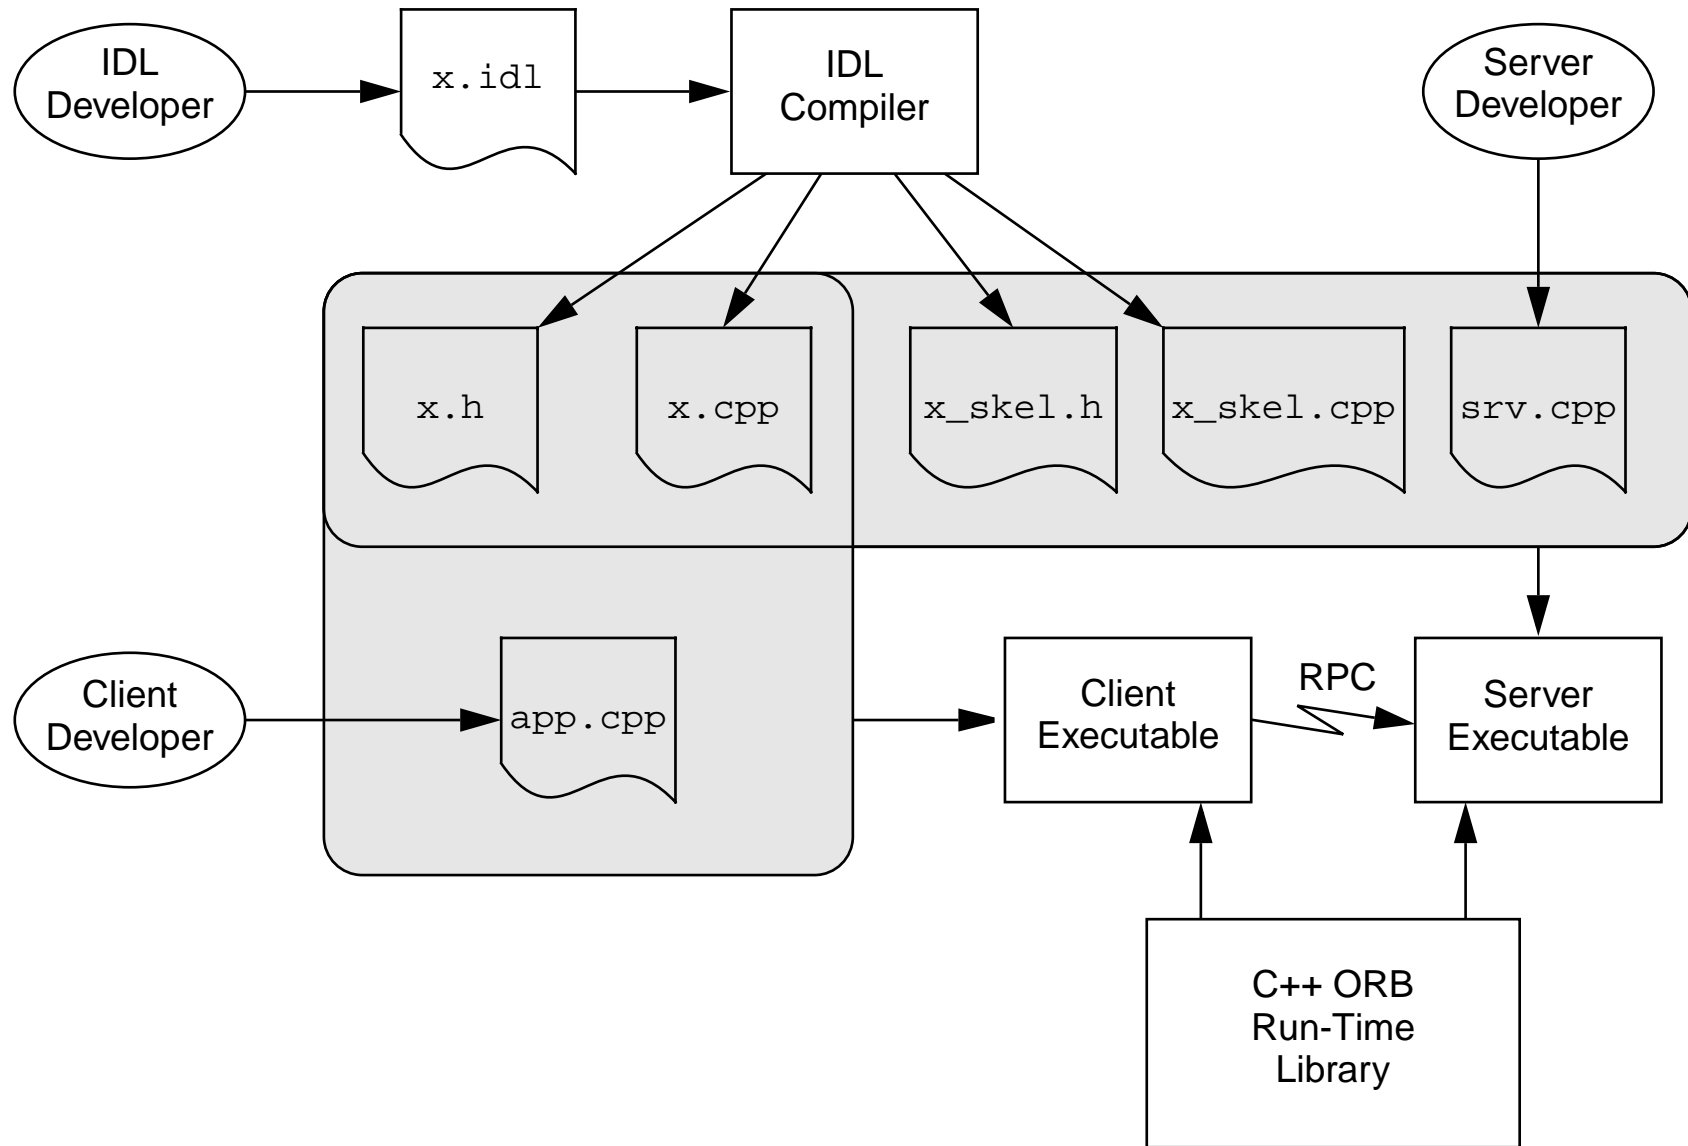 IDL
Developer
x.idl
IDL
Compiler
Server
Developer
x.h
x.cpp
x_skel.h
x_skel.cpp
srv.cpp
Client
Developer
app.cpp
Client
Executable
RPC
Server
Executable
C++ ORB
Run-Time
Library